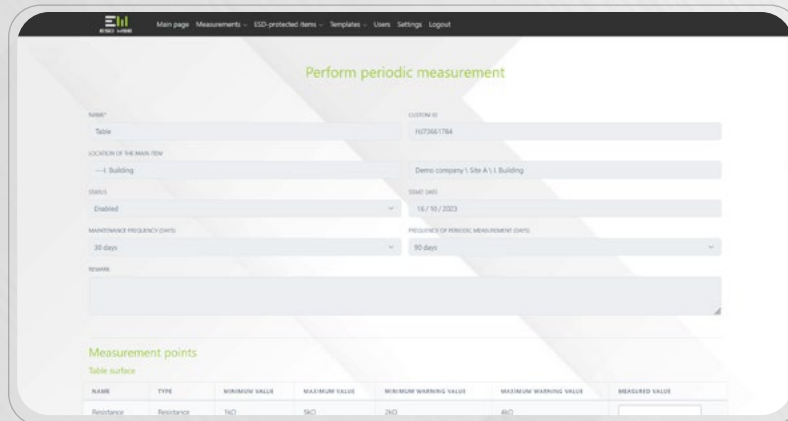 ESD WEB
Main page Measurements ESD-protected items Templates Users Settings Logout
Perform periodic measurement
NAME* CUSTOM ID
Table HJ73661784
LOCATION OF THE MAIN ITEM
---I. Building Demo company \ Site A \ I. Building
STATUS START DATE
Enabled 16 / 10 / 2023
MAINTENANCE FREQUENCY (DAYS) FREQUENCY OF PERIODIC MEASUREMENT (DAYS)
30 days 90 days
REMARK
Measurement points
Table surface
NAME TYPE MINIMUM VALUE MAXIMUM VALUE MINIMUM WARNING VALUE MAXIMUM WARNING VALUE MEASURED VALUE
Resistance Resistance 1kΩ 5kΩ 2kΩ 4kΩ